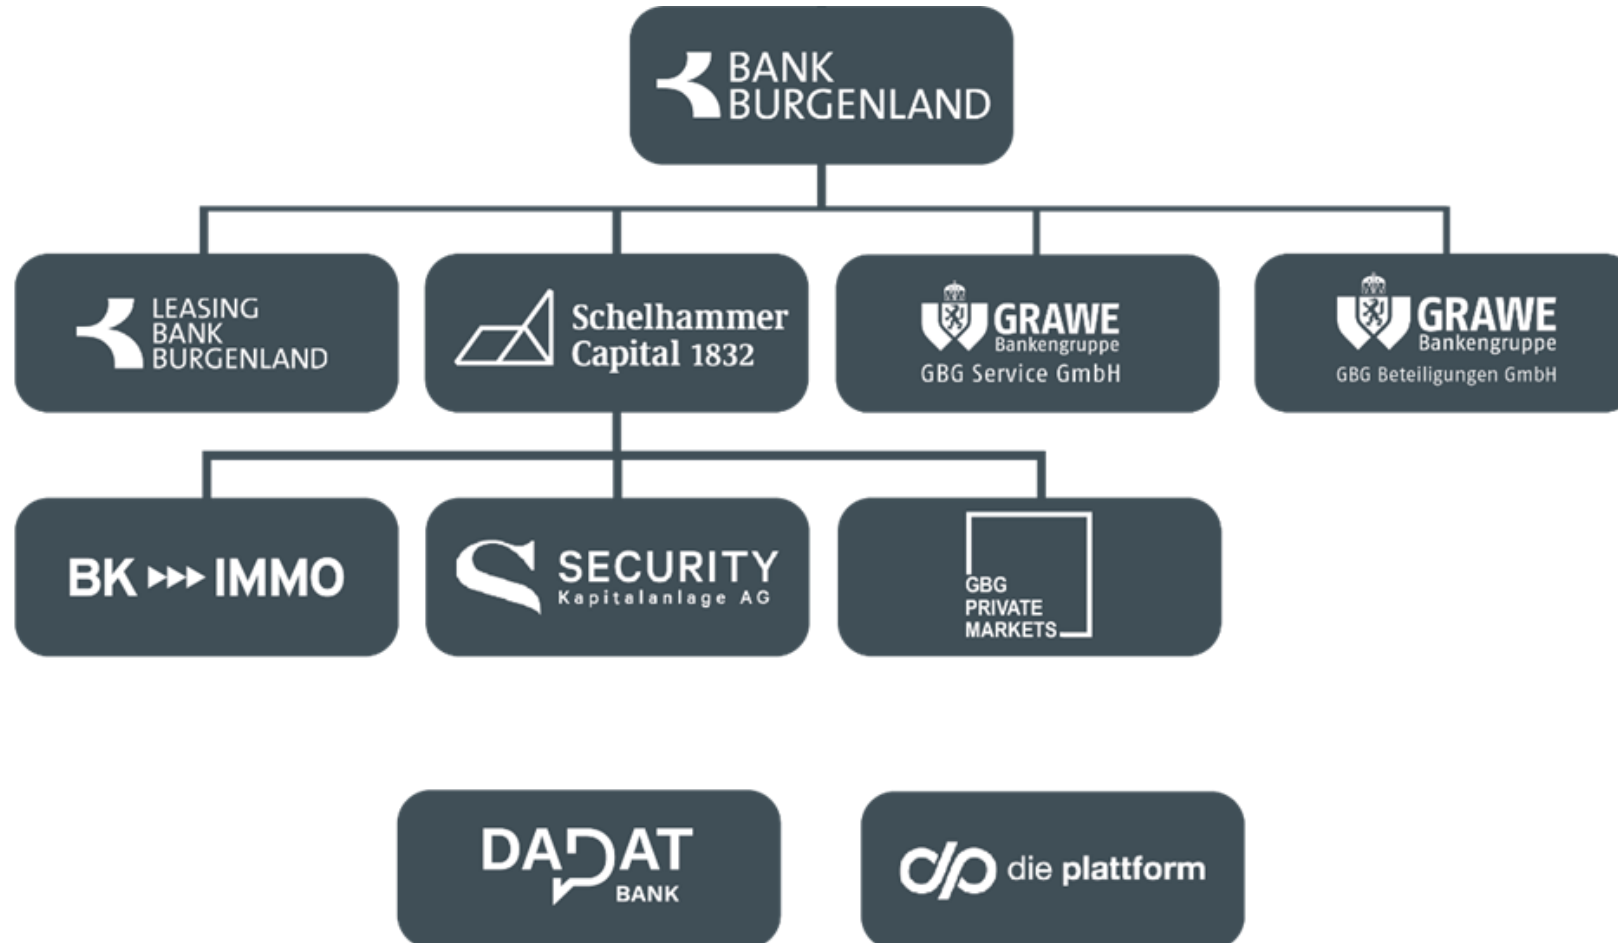 BANK
BURGENLAND
LEASING
BANK
BURGENLAND
Schelhammer
Capital 1832
GRAWE
Bankengruppe
GBG Service GmbH
GRAWE
Bankengruppe
GBG Beteiligungen GmbH
BK IMMO
SECURITY
Kapitalanlage AG
GBG
PRIVATE
MARKETS
DADAT
BANK
dp die plattform